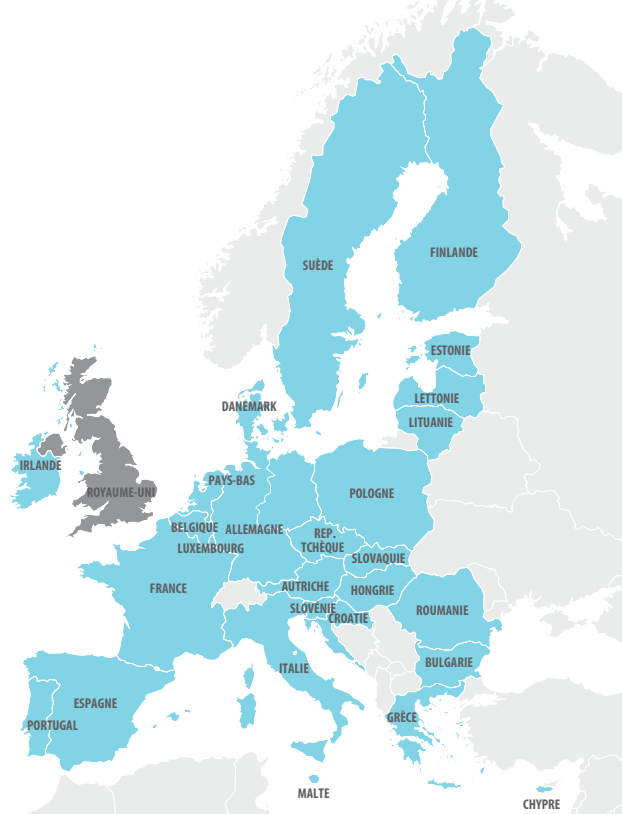 FINLANDE
SUÈDE
ESTONIE
LETTONIE
DANEMARK
LITUANIE
IRLANDE
PAYS-BAS
ROYAUME-UNI
POLOGNE
BELGIQUE
ALLEMAGNE
REP.
TCHÈQUE
LUXEMBOURG
SLOVAQUIE
FRANCE
AUTRICHE
HONGRIE
SLOVÉNIE
ROUMANIE
CROATIE
BULGARIE
ITALIE
ESPAGNE
GRÈCE
PORTUGAL
MALTE
CHYPRE